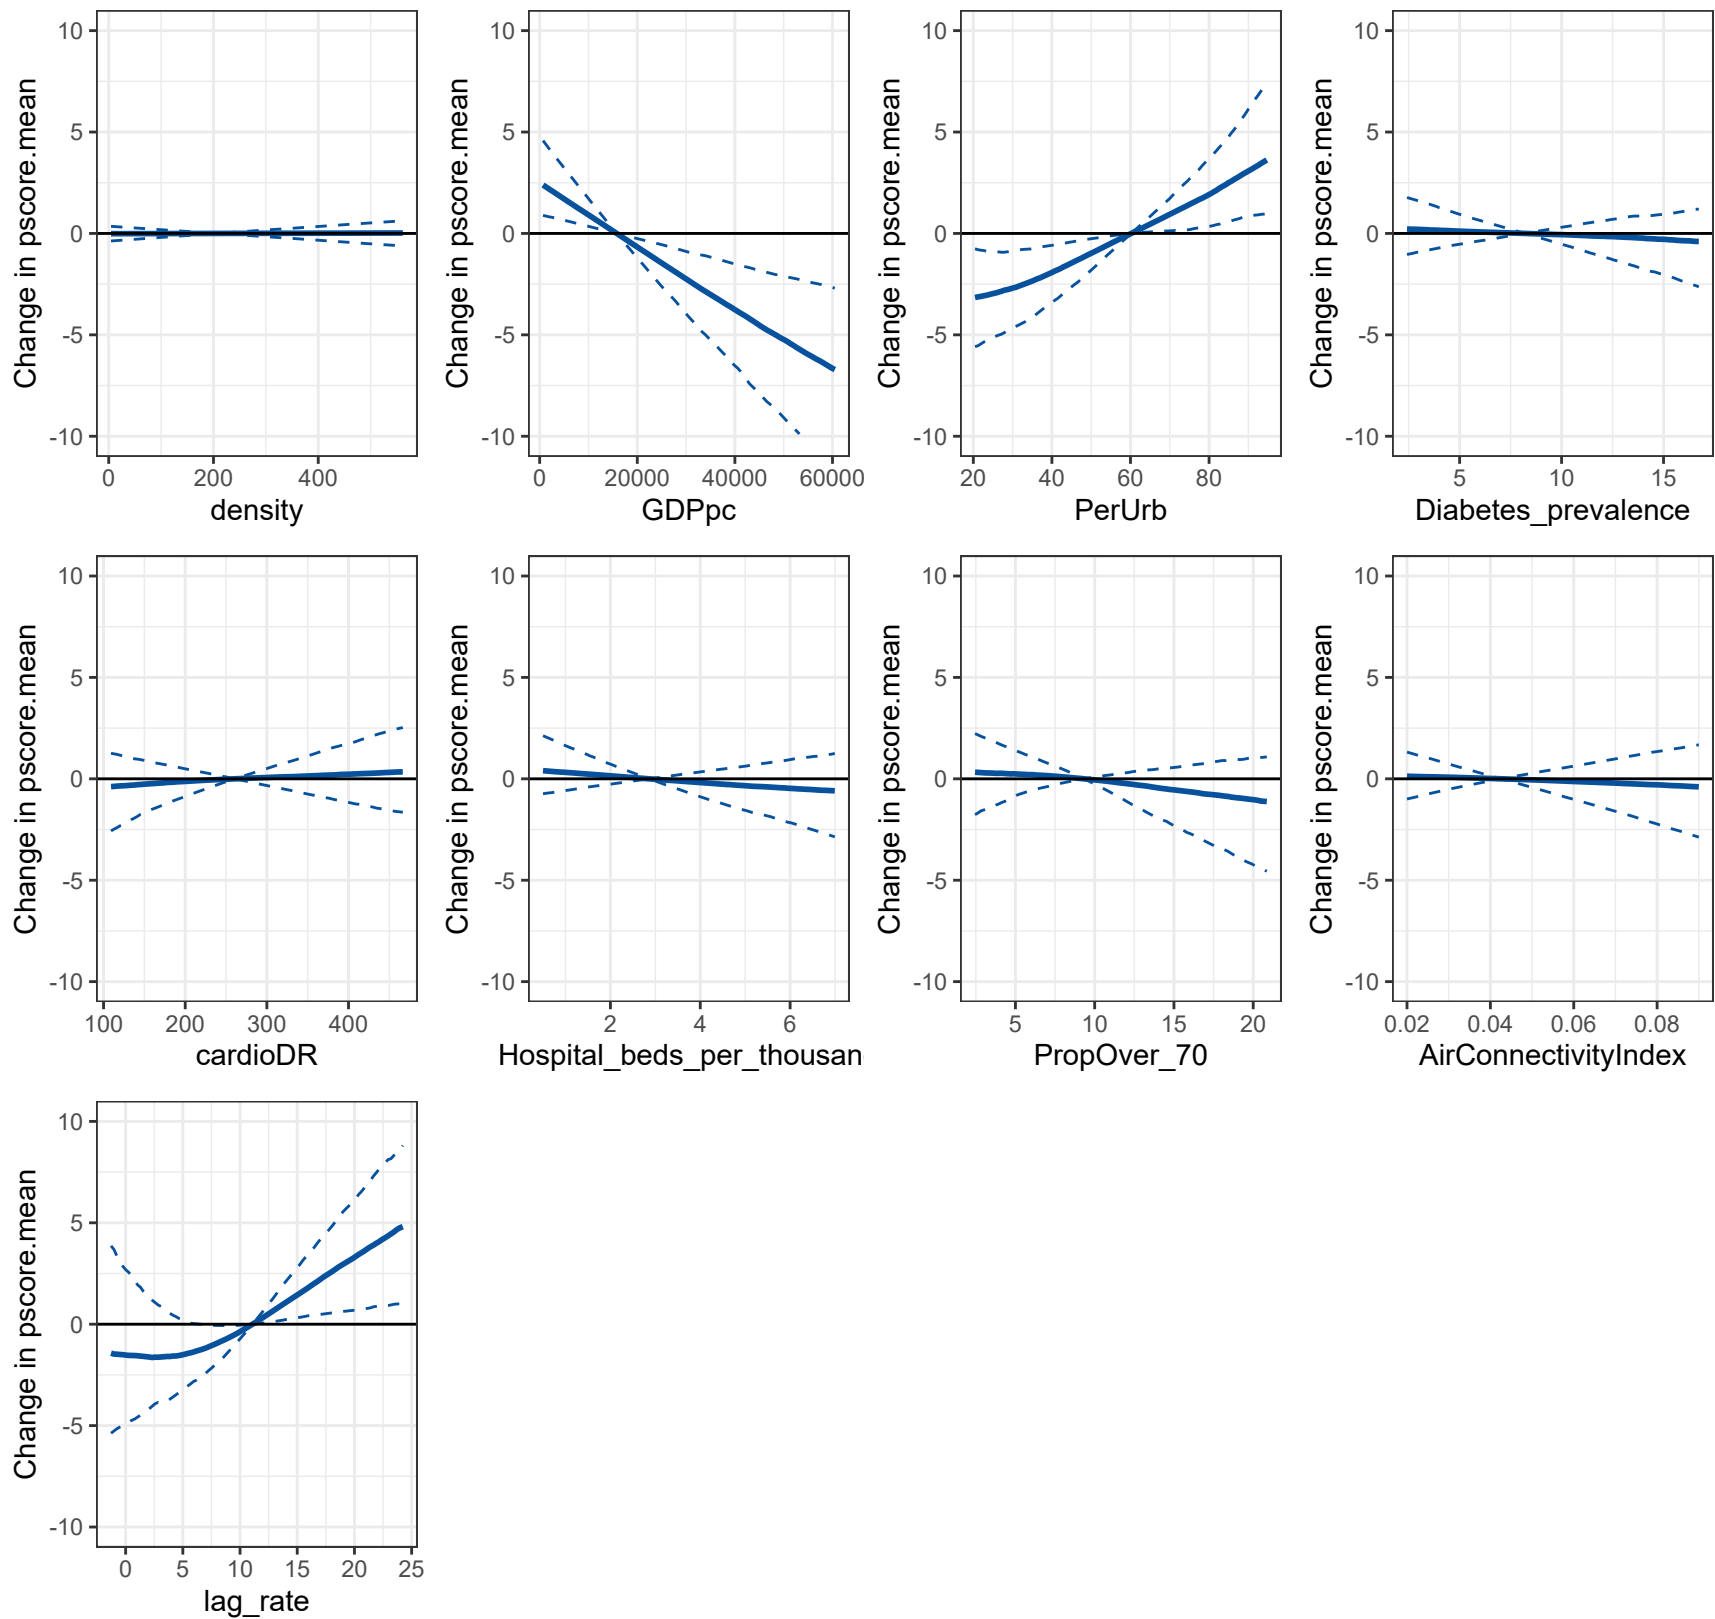 10
5
0
-5
-10
Change in pscore.mean
0 200 400
density
10
5
0
-5
-10
Change in pscore.mean
0 20000 40000 60000
GDPpc
10
5
0
-5
-10
Change in pscore.mean
20 40 60 80
PerUrb
10
5
0
-5
-10
Change in pscore.mean
5 10 15
Diabetes_prevalence
10
5
0
-5
-10
Change in pscore.mean
100 200 300 400
cardioDR
10
5
0
-5
-10
Change in pscore.mean
2 4 6
Hospital_beds_per_thousan
10
5
0
-5
-10
Change in pscore.mean
5 10 15 20
PropOver_70
10
5
0
-5
-10
Change in pscore.mean
0.02 0.04 0.06 0.08
AirConnectivityIndex
10
5
0
-5
-10
Change in pscore.mean
0 5 10 15 20 25
lag_rate